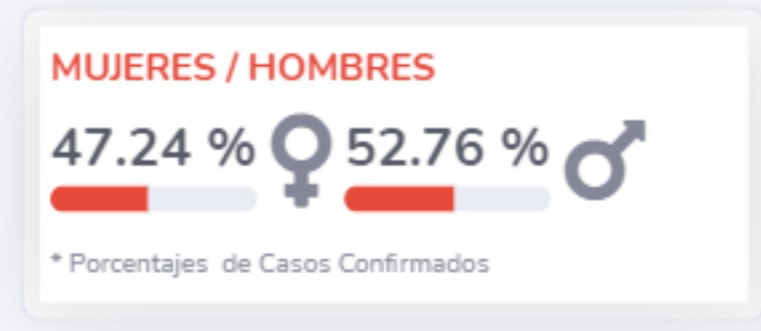 MUJERES / HOMBRES
47.24 % 52.76 %
* Porcentajes de Casos Confirmados